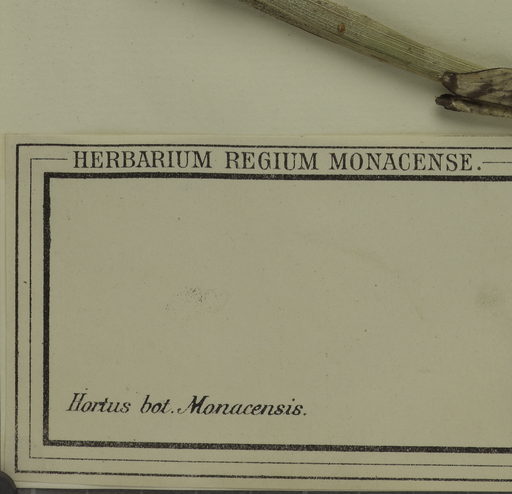 HERBARIUM REGIUM MONACENSE.
Hortus bot. Monacensis.